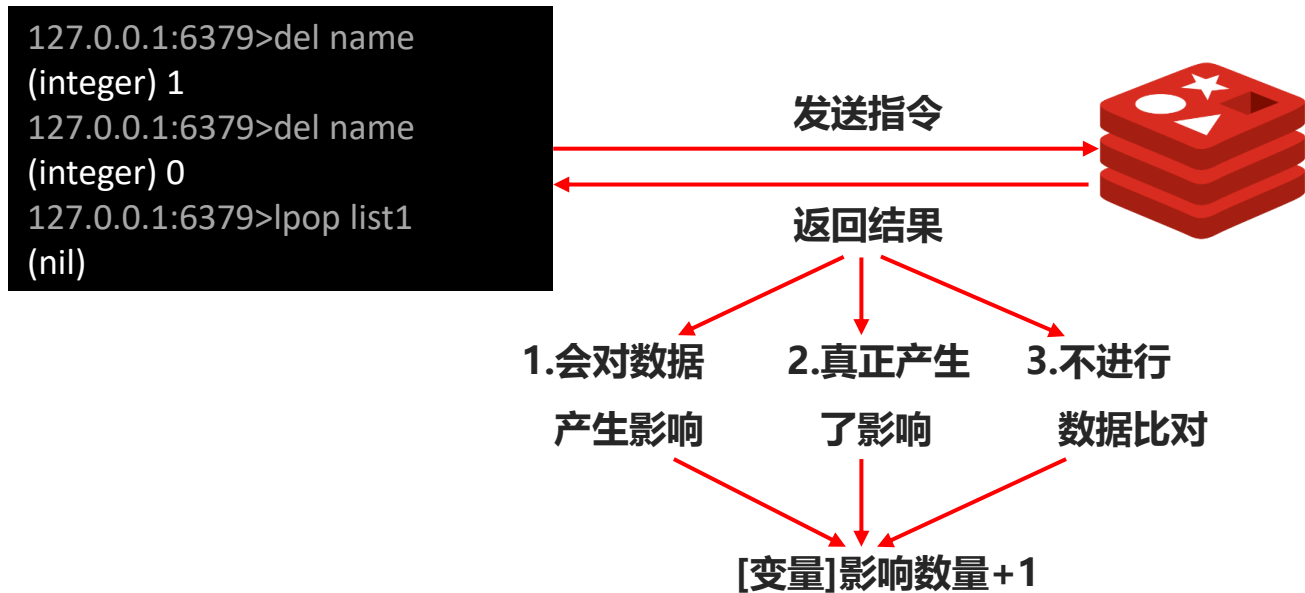 127.0.0.1:6379>del name
(integer) 1
127.0.0.1:6379>del name
(integer) 0
127.0.0.1:6379>lpop list1
(nil)
发送指令
返回结果
1.会对数据
产生影响
2.真正产生
了影响
3.不进行
数据比对
[变量]影响数量+1